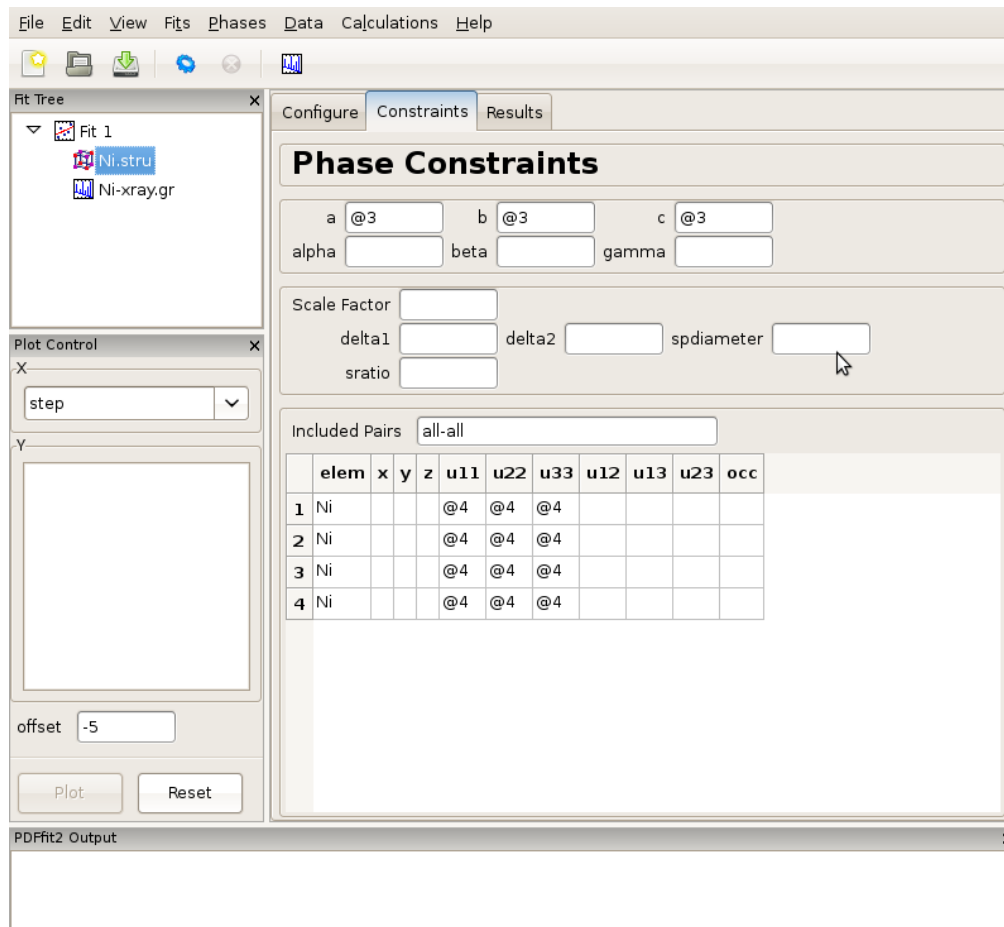 File Edit View Fits Phases Data Calculations Help
Fit Tree x
Fit 1
Ni.stru
Ni-xray.gr
Configure Constraints Results
Phase Constraints
a @3 b @3 c @3
alpha beta gamma
Scale Factor
delta1 delta2 spdiameter
sratio
Included Pairs all-all
elem x y z u11 u22 u33 u12 u13 u23 occ
1 Ni @4 @4 @4
2 Ni @4 @4 @4
3 Ni @4 @4 @4
4 Ni @4 @4 @4
Plot Control x
X
step
Y
offset -5
Plot Reset
PDFfit2 Output